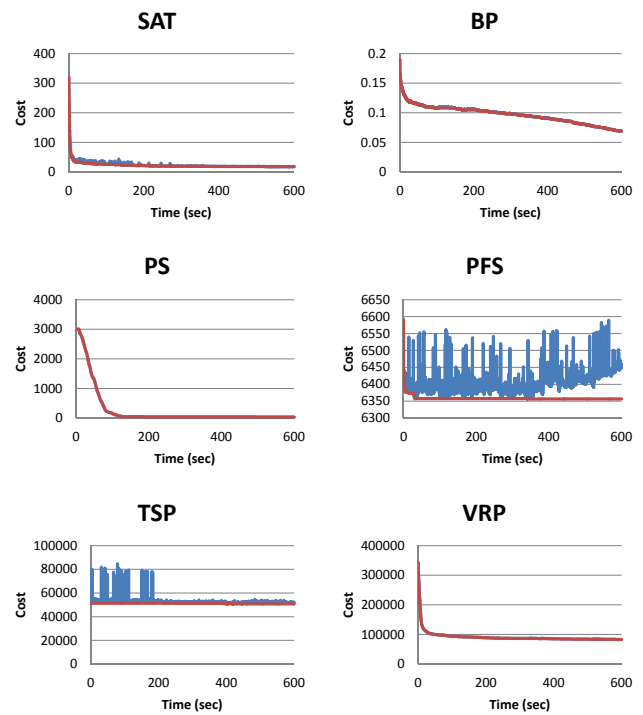 SAT
400
300
200
100
0
Cost
0 200 400 600
Time (sec)
BP
0.2
0.15
0.1
0.05
0
Cost
0 200 400 600
Time (sec)
PS
4000
3000
2000
1000
0
Cost
0 200 400 600
Time (sec)
PFS
6650
6600
6550
6500
6450
6400
6350
6300
Cost
0 200 400 600
Time (sec)
TSP
100000
80000
60000
40000
20000
0
Cost
0 200 400 600
Time (sec)
VRP
400000
300000
200000
100000
0
Cost
0 200 400 600
Time (sec)